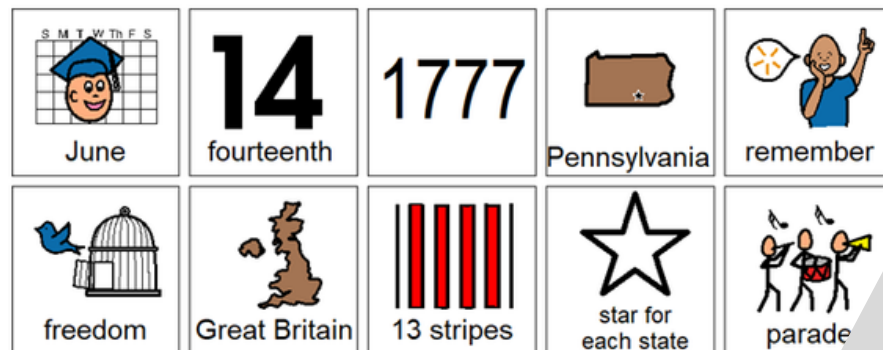 S M T W Th F S
June
14
fourteenth
1777
Pennsylvania
remember
freedom
Great Britain
13 stripes
star for
each state
parade